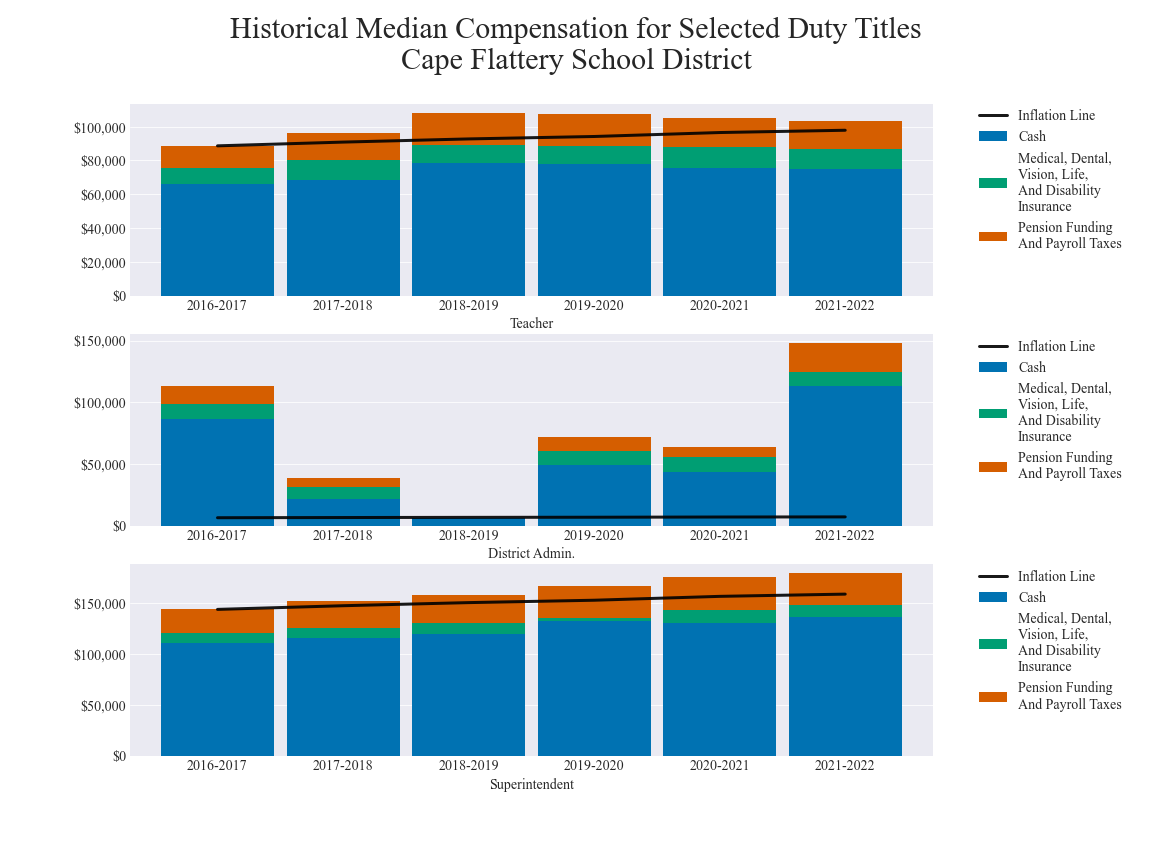 Historical Median Compensation for Selected Duty Titles
Cape Flattery School District
$100,000
$80,000
$60,000
$40,000
$20,000
$0
2016-2017 2017-2018 2018-2019 2019-2020 2020-2021 2021-2022
Teacher
Inflation Line
Cash
Medical, Dental,
Vision, Life,
And Disability
Insurance
Pension Funding
And Payroll Taxes
$150,000
$100,000
$50,000
$0
2016-2017 2017-2018 2018-2019 2019-2020 2020-2021 2021-2022
District Admin.
Inflation Line
Cash
Medical, Dental,
Vision, Life,
And Disability
Insurance
Pension Funding
And Payroll Taxes
$150,000
$100,000
$50,000
$0
2016-2017 2017-2018 2018-2019 2019-2020 2020-2021 2021-2022
Superintendent
Inflation Line
Cash
Medical, Dental,
Vision, Life,
And Disability
Insurance
Pension Funding
And Payroll Taxes